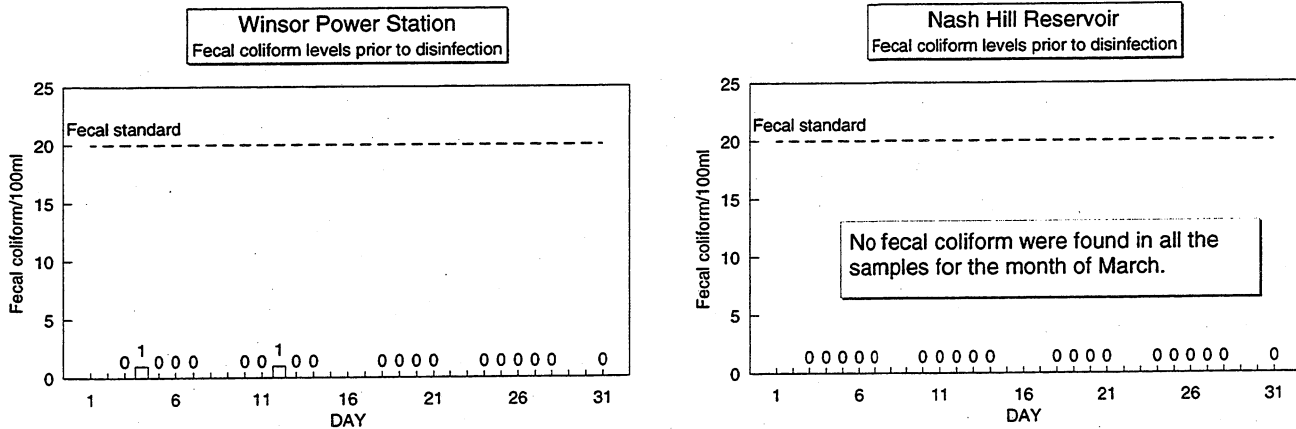 Winsor Power Station
Fecal coliform levels prior to disinfection
25
Fecal standard
20
15
10
5
0
Fecal coliform/100ml
0 1 0 0 0 0 0 1 0 0 0 0 0 0 0 0 0 0 0 0
1 6 11 16 21 26 31
DAY
Nash Hill Reservoir
Fecal coliform levels prior to disinfection
25
Fecal standard
20
15
10
5
0
Fecal coliform/100ml
No fecal coliform were found in all the
samples for the month of March.
0 0 0 0 0 0 0 0 0 0 0 0 0 0 0 0 0 0 0 0
1 6 11 16 21 26 31
DAY